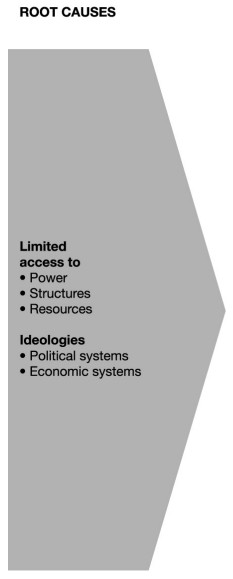 ROOT CAUSES
Limited
access to
• Power
• Structures
• Resources
Ideologies
• Political systems
• Economic systems